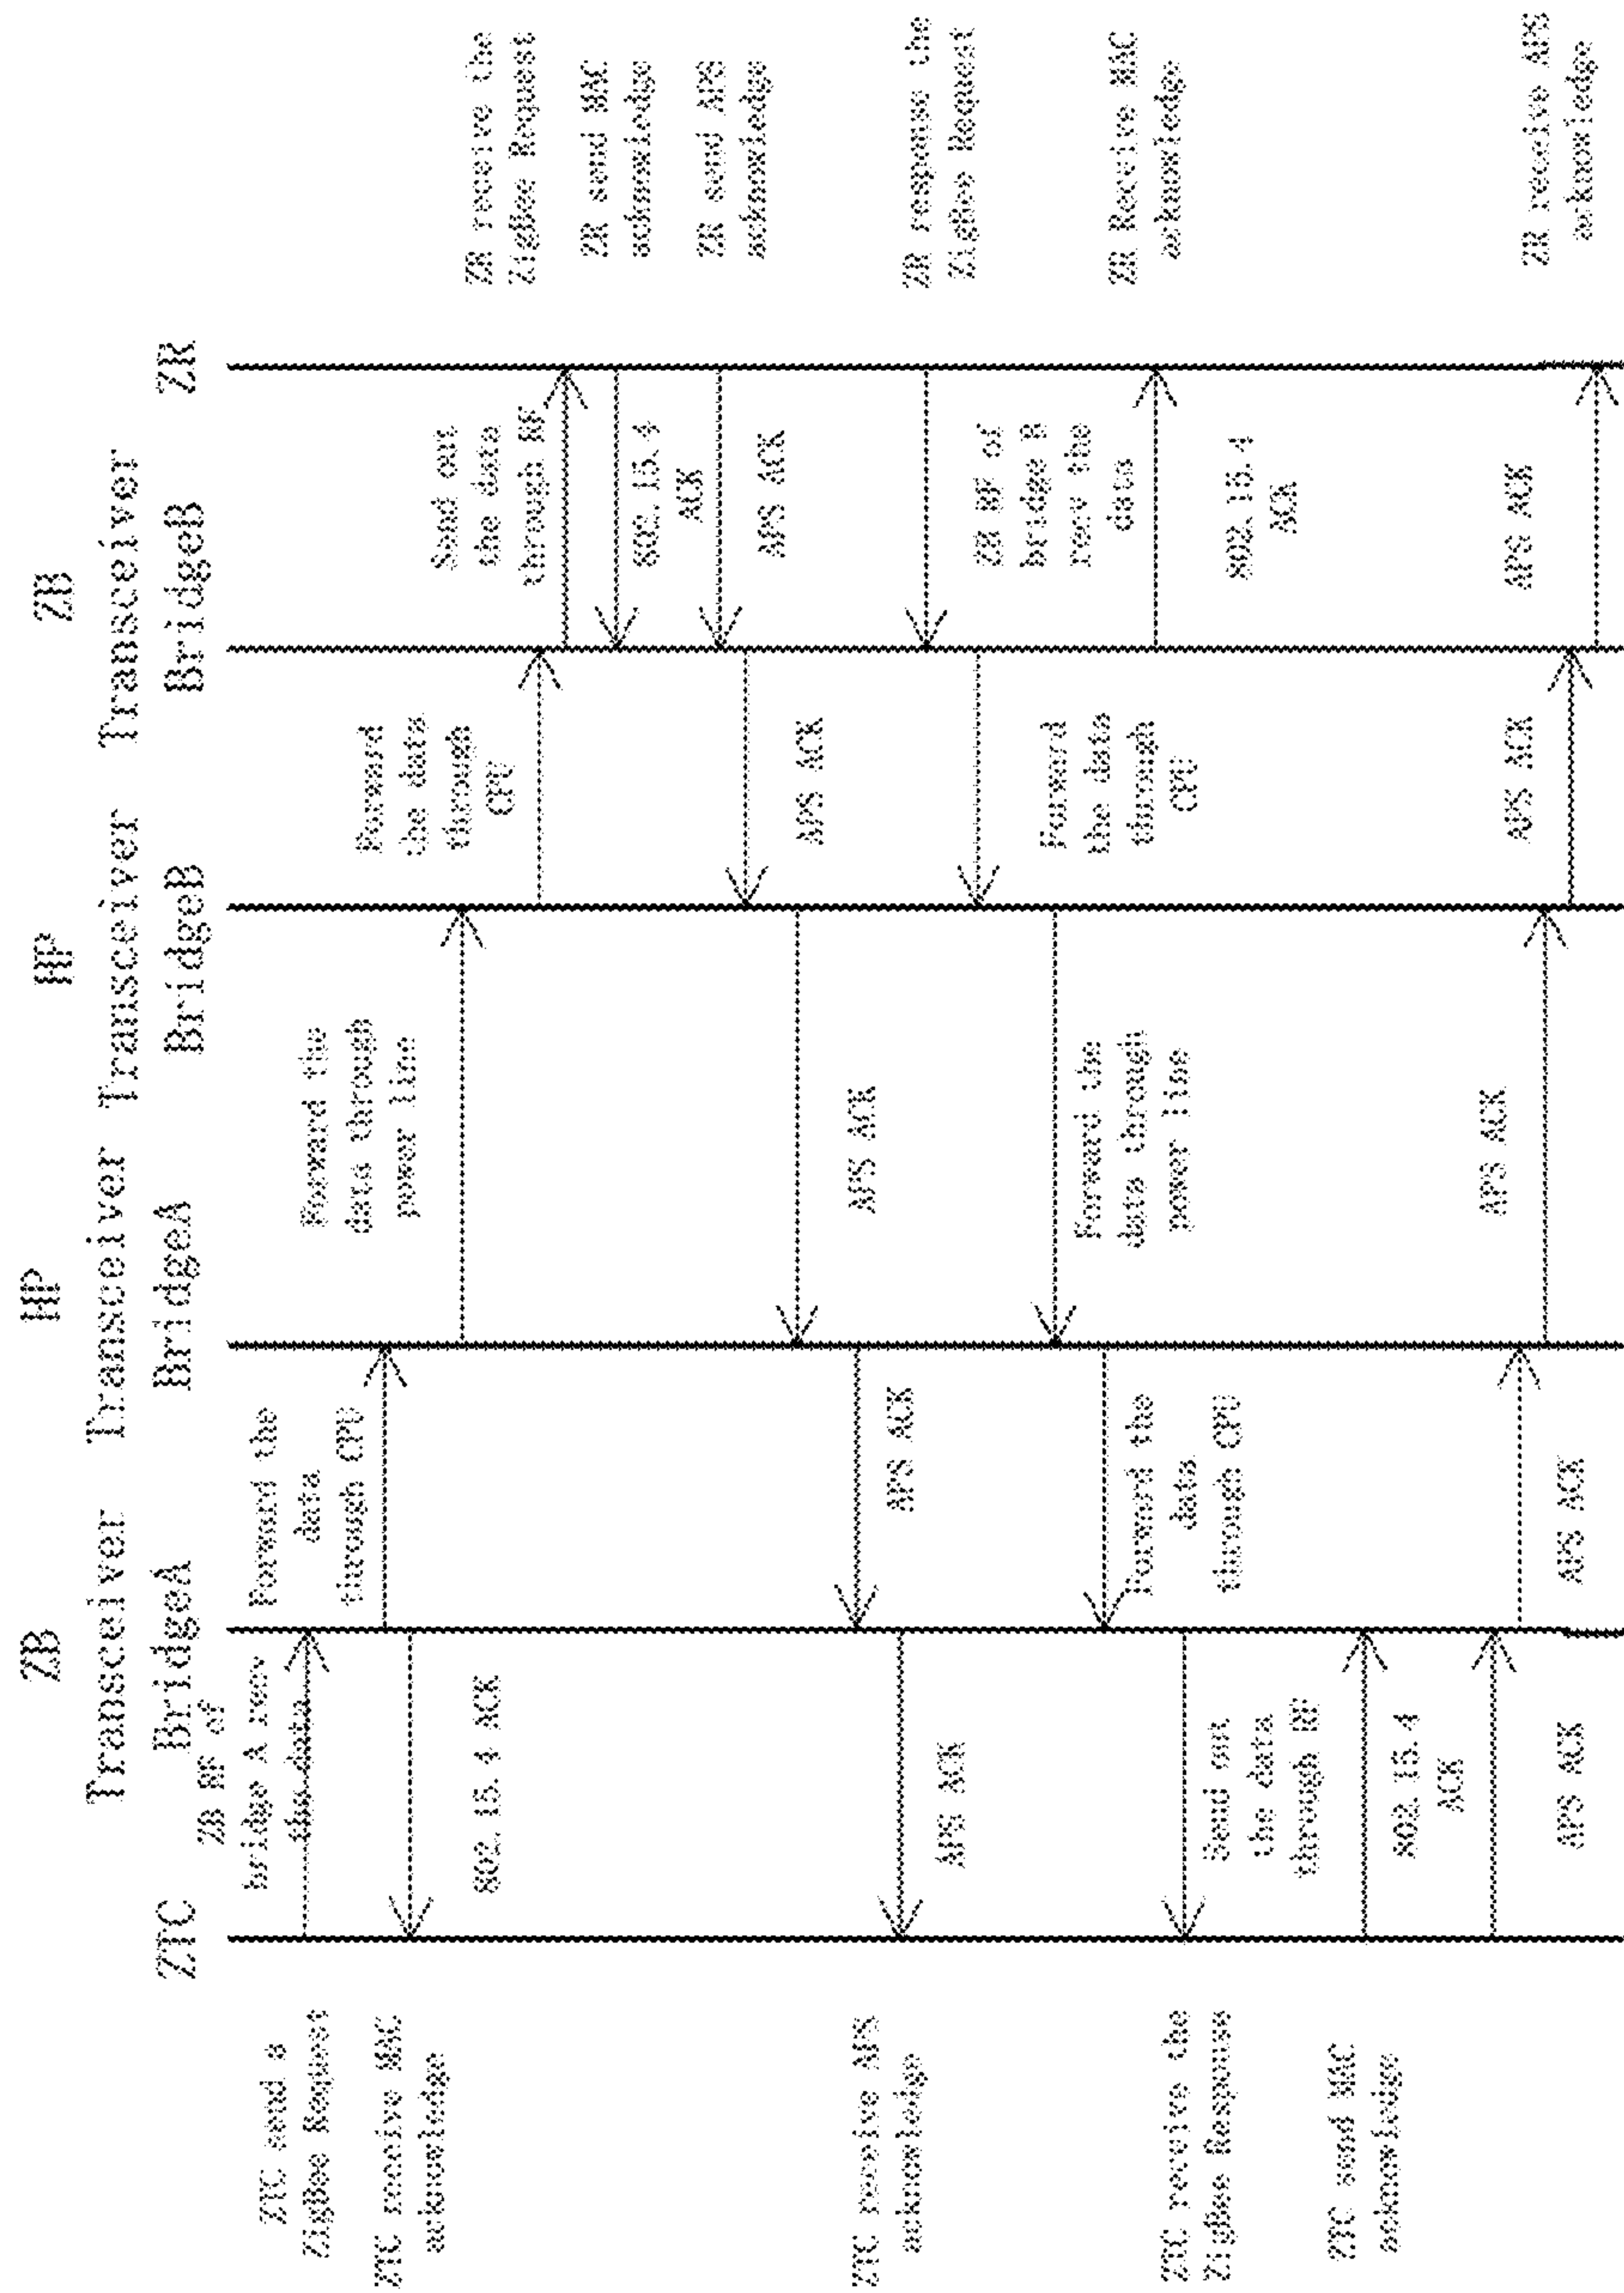 ZTC
ZB
Transceiver
BridgeA
HP
Transceiver
BridgeA
HP
Transceiver
BridgeB
ZB
Transceiver
BridgeB
ZR
ZTC send a
ZigBee Request
ZTC receive MAC
acknowledge
ZTC receive APS
acknowledge
ZTC receive the
ZigBee Response
ZTC send MAC
acknowledge
ZB RF of
bridge A recv
the data
802.15.4 ACK
APS ACK
Send out
the data
through RF
802.15.4
ACK
APS ACK
Forward the
data
through CPU
APS ACK
Forward the
data
through CPU
APS ACK
Forward the
data through
power line
APS ACK
Forward the
data through
power line
APS ACK
Forward
the data
through
CPU
APS ACK
Forward
the data
through
CPU
APS ACK
Send out
the data
through RF
802.15.4
ACK
APS ACK
ZB RF of
bridge B
recv the
data
802.15.4
ACK
APS ACK
ZR receive the
ZigBee Request
ZR send MAC
acknowledge
ZR send APS
acknowledge
ZR response the
ZigBee Request
ZR Receive MAC
acknowledge
ZR receive APS
acknowledge